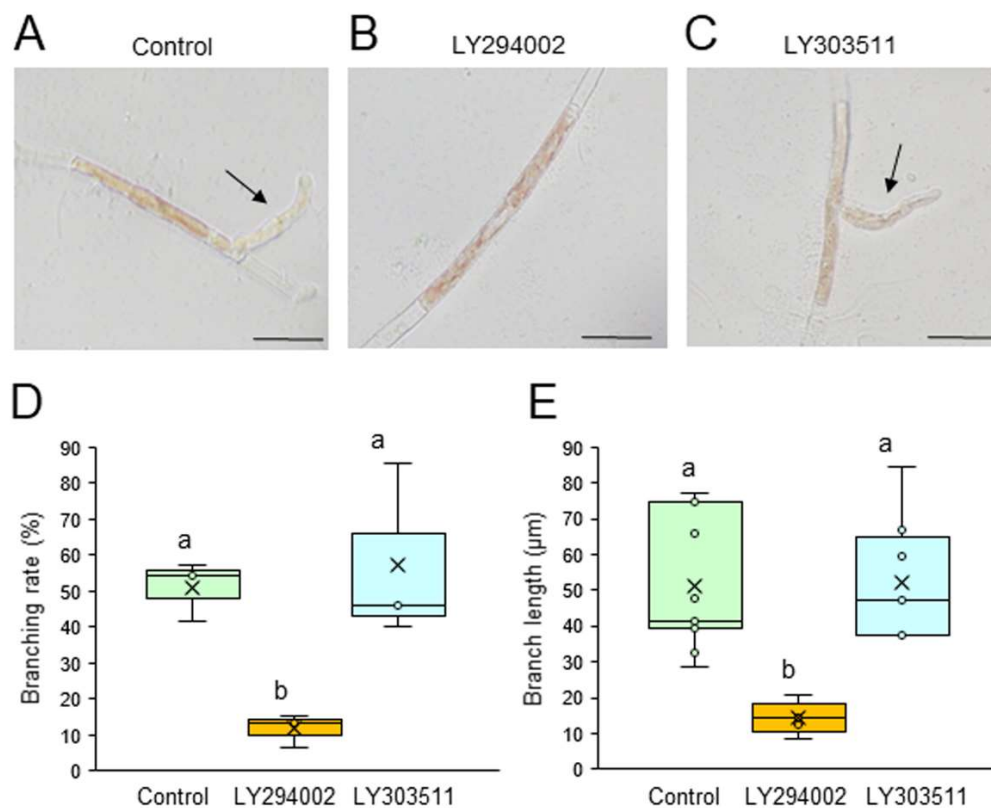 A
Control
B
LY294002
C
LY303511
D
Branching rate (%)
90
80
70
60
50
40
30
20
10
0
a
b
a
Control LY294002 LY303511
E
Branch length (μm)
90
80
70
60
50
40
30
20
10
0
a
b
a
Control LY294002 LY303511